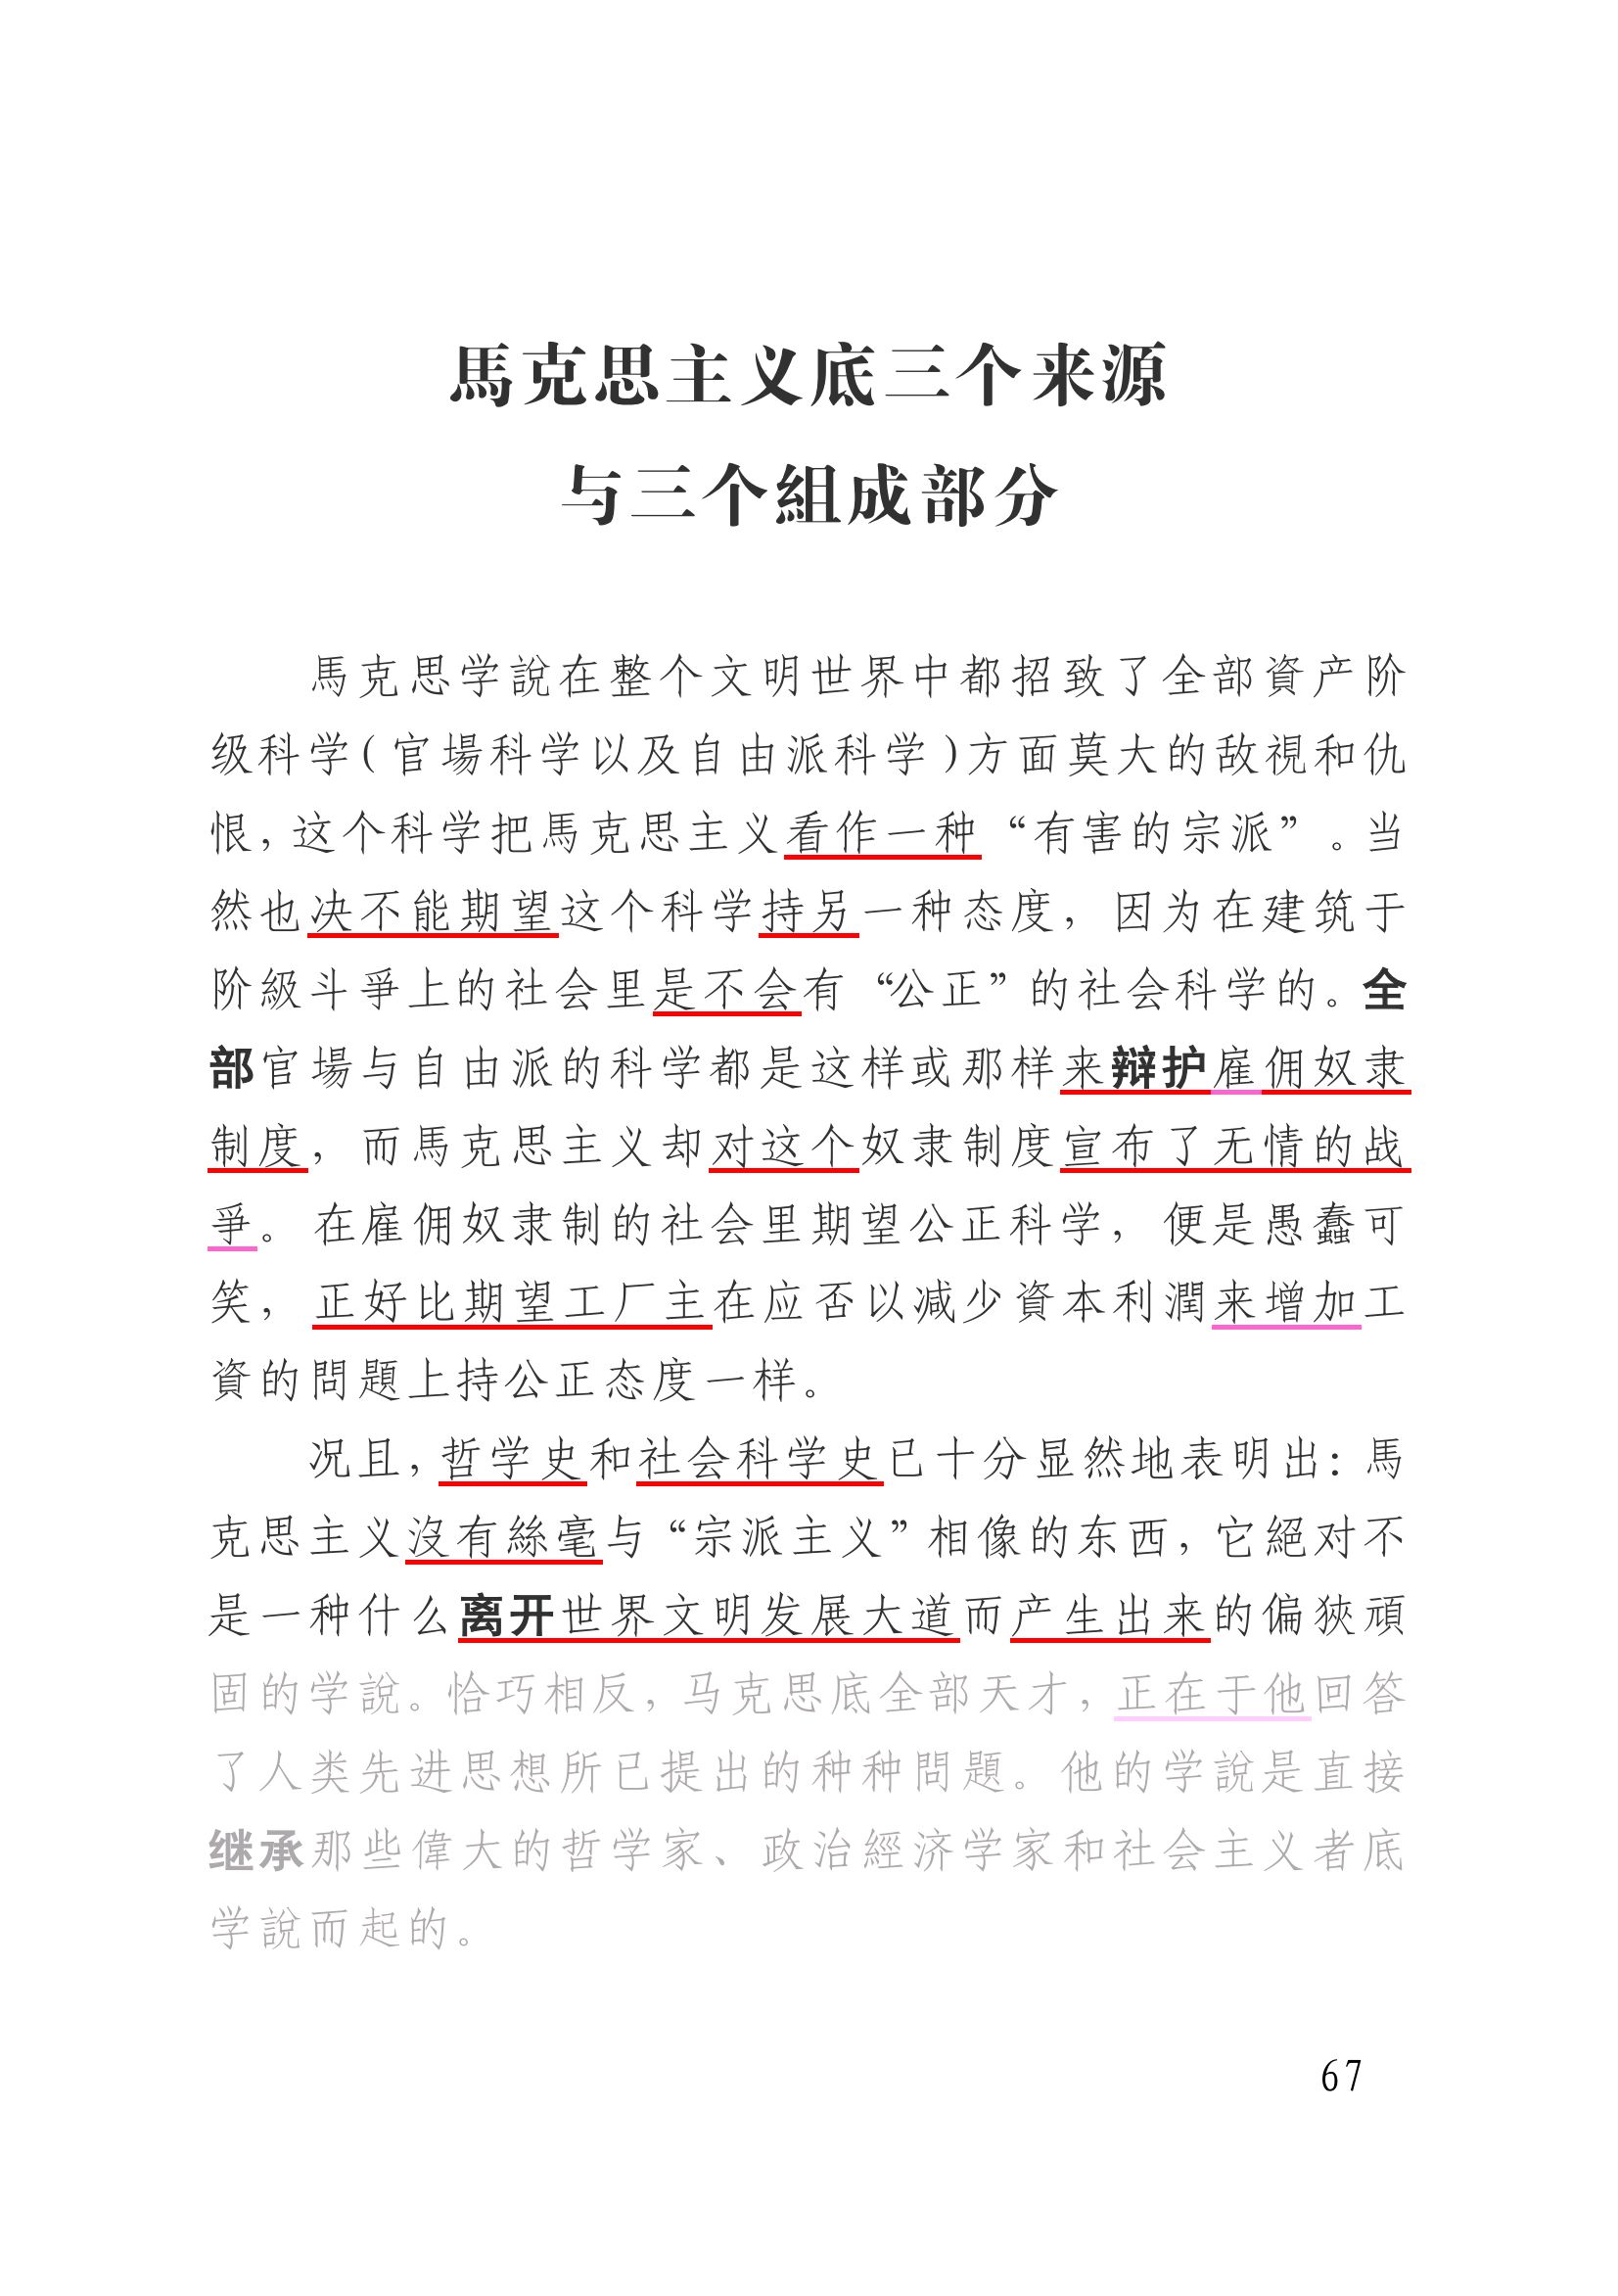 馬克思主义底三个来源
与三个組成部分
馬克思学說在整个文明世界中都招致了全部資产阶
级科学(官場科学以及自由派科学)方面莫大的敌視和仇
恨，这个科学把馬克思主义看作一种“有害的宗派”。当
然也决不能期望这个科学持另一种态度，因为在建筑于
阶級斗爭上的社会里是不会有“公正”的社会科学的。全
部官場与自由派的科学都是这样或那样来辯护雇佣奴隶
制度，而馬克思主义却对这个奴隶制度宣布了无情的战
爭。在雇佣奴隶制的社会里期望公正科学，便是愚蠢可
笑，正好比期望工厂主在应否以减少資本利潤来增加工
資的問題上持公正态度一样。
况且，哲学史和社会科学史已十分显然地表明出：馬
克思主义沒有絲毫与“宗派主义”相像的东西，它絕对不
是一种什么离开世界文明发展大道而产生出来的偏狹頑
固的学說。恰巧相反，马克思底全部天才，正在于他回答
了人类先进思想所已提出的种种問題。他的学說是直接
继承那些偉大的哲学家、政治經济学家和社会主义者底
学說而起的。
67